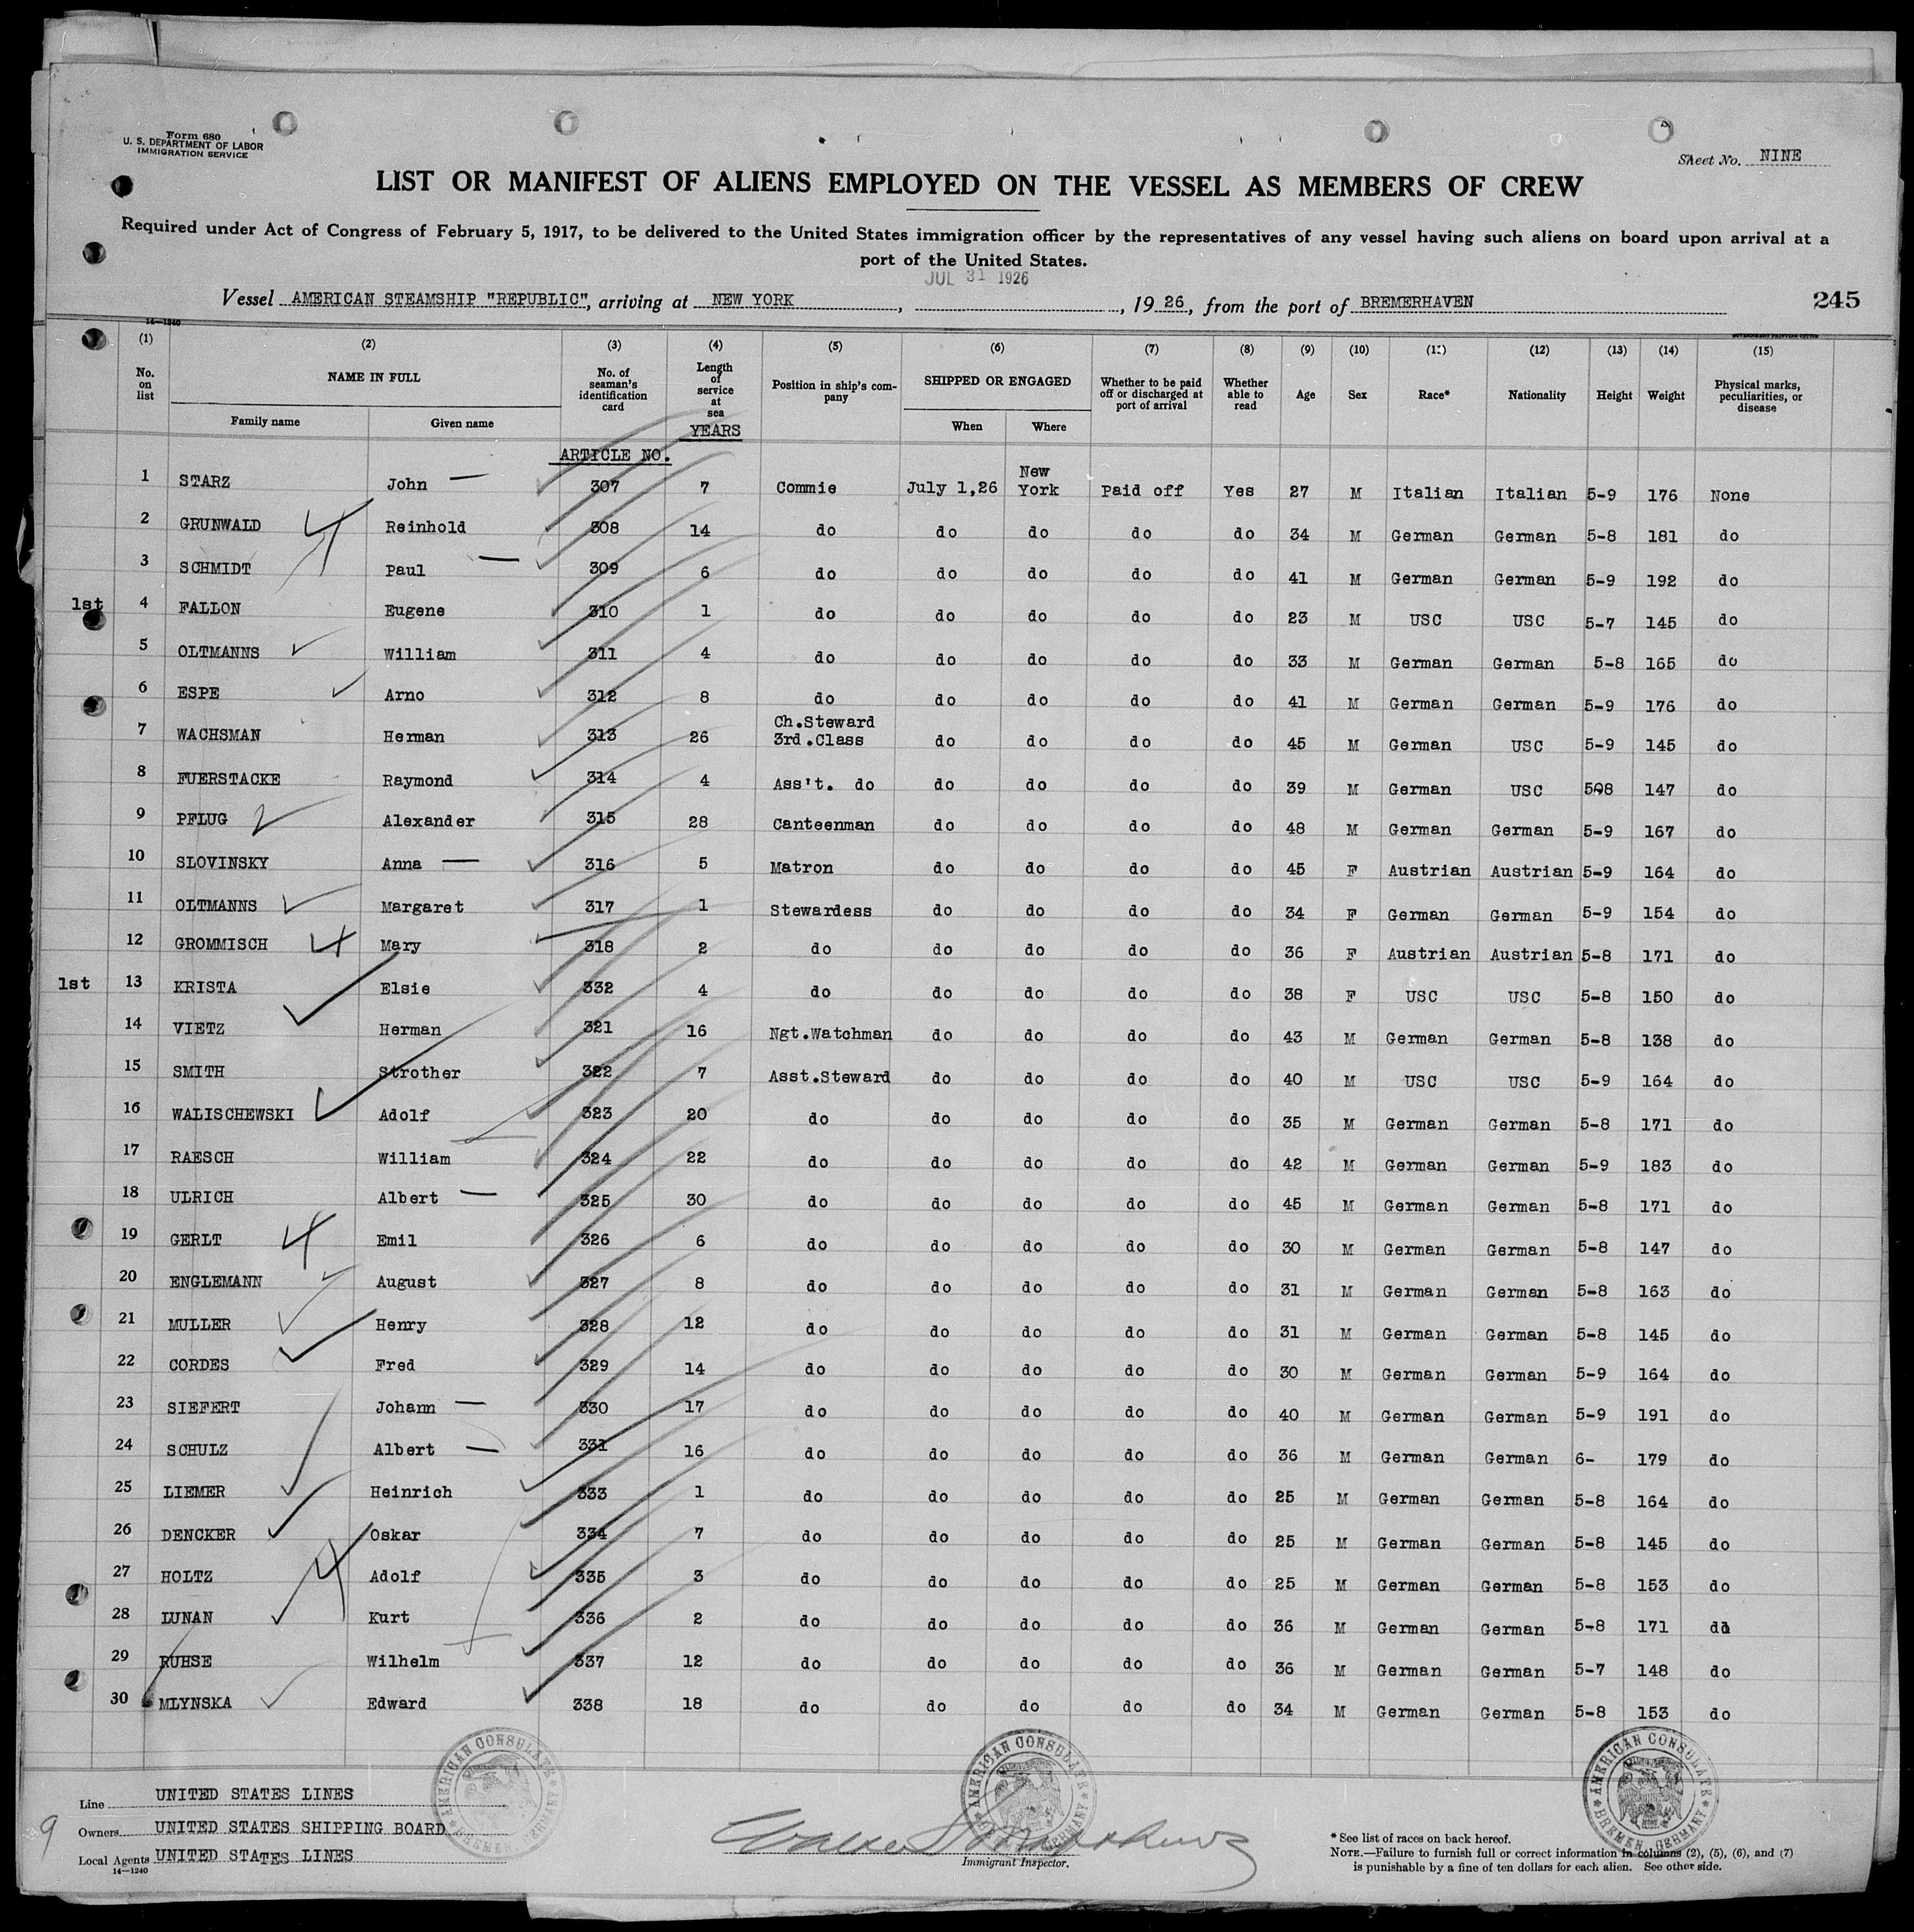 Form 680
U. S. DEPARTMENT OF LABOR
IMMIGRATION SERVICE
Sheet No. NINE
LIST OR MANIFEST OF ALIENS EMPLOYED ON THE VESSEL AS MEMBERS OF CREW
Required under Act of Congress of February 5, 1917, to be delivered to the United States immigration officer by the representatives of any vessel having such aliens on board upon arrival at a
port of the United States.
JUL 31 1926
Vessel AMERICAN STEAMSHIP "REPUBLIC", arriving at NEW YORK, , 1926, from the port of BREMERHAVEN 245
14—1240 GOVERNMENT PRINTING OFFICE
(1) (2) (3) (4) (5) (6) (7) (8) (9) (10) (11) (12) (13) (14) (15)
No. on list NAME IN FULL Family name Given name No. of seaman's identification card Length of service at sea Position in ship's company SHIPPED OR ENGAGED When Where Whether to be paid off or discharged at port of arrival Whether able to read Age Sex Race* Nationality Height Weight Physical marks, peculiarities, or disease
YEARS
ARTICLE NO.
1 STARZ John — 307 7 Commie July 1,26 New York Paid off Yes 27 M Italian Italian 5-9 176 None
2 GRUNWALD 4 Reinhold 308 14 do do do do do 34 M German German 5-8 181 do
3 SCHMIDT Paul — 309 6 do do do do do 41 M German German 5-9 192 do
1st 4 FALLON Eugene 310 1 do do do do do 23 M USC USC 5-7 145 do
5 OLTMANNS William 311 4 do do do do do 33 M German German 5-8 165 do
6 ESPE Arno 312 8 do do do do do 41 M German German 5-9 176 do
7 WACHSMAN Herman 313 26 Ch.Steward 3rd.Class do do do do 45 M German USC 5-9 145 do
8 FUERSTACKE Raymond 314 4 Ass't. do do do do do 39 M German USC 508 147 do
9 PFLUG Alexander 315 28 Canteenman do do do do 48 M German German 5-9 167 do
10 SLOVINSKY Anna — 316 5 Matron do do do do 45 F Austrian Austrian 5-9 164 do
11 OLTMANNS Margaret 317 1 Stewardess do do do do 34 F German German 5-9 154 do
12 GROMMISCH 4 Mary 318 2 do do do do do 36 F Austrian Austrian 5-8 171 do
1st 13 KRISTA Elsie 332 4 do do do do do 38 F USC USC 5-8 150 do
14 VIETZ Herman 321 16 Ngt.Watchman do do do do 43 M German German 5-8 138 do
15 SMITH Strother 322 7 Asst.Steward do do do do 40 M USC USC 5-9 164 do
16 WALISCHEWSKI Adolf 323 20 do do do do do 35 M German German 5-8 171 do
17 RAESCH William 324 22 do do do do do 42 M German German 5-9 183 do
18 ULRICH Albert — 325 30 do do do do do 45 M German German 5-8 171 do
19 GERLT 4 Emil 326 6 do do do do do 30 M German German 5-8 147 do
20 ENGLEMANN August 327 8 do do do do do 31 M German German 5-8 163 do
21 MULLER Henry 328 12 do do do do do 31 M German German 5-8 145 do
22 CORDES Fred 329 14 do do do do do 30 M German German 5-9 164 do
23 SIEFERT Johann — 330 17 do do do do do 40 M German German 5-9 191 do
24 SCHULZ Albert — 331 16 do do do do do 36 M German German 6- 179 do
25 LIEMER Heinrich 333 1 do do do do do 25 M German German 5-8 164 do
26 DENCKER Oskar 334 7 do do do do do 25 M German German 5-8 145 do
27 HOLTZ 4 Adolf 335 3 do do do do do 25 M German German 5-8 153 do
28 LUNAN Kurt 336 2 do do do do do 36 M German German 5-8 171 do
29 RUHSE Wilhelm 337 12 do do do do do 36 M German German 5-7 148 do
30 MLYNSKA Edward 338 18 do do do do do 34 M German German 5-8 153 do
AMERICAN CONSULATE BREMEN, GERMANY
AMERICAN CONSULATE BREMEN, GERMANY
AMERICAN CONSULATE BREMEN, GERMANY
9
Line UNITED STATES LINES
Owners UNITED STATES SHIPPING BOARD
Local Agents UNITED STATES LINES
14—1240
Immigrant Inspector.
* See list of races on back hereof.
NOTE.—Failure to furnish full or correct information in columns (2), (5), (6), and (7)
is punishable by a fine of ten dollars for each alien. See other side.